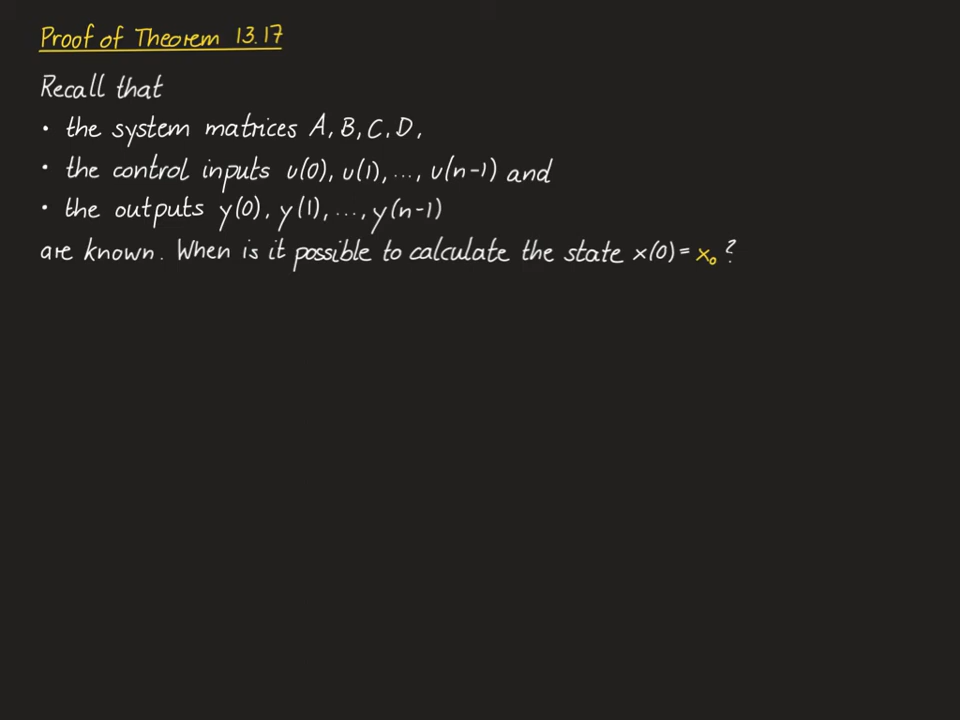 Proof of Theorem 13.17
Recall that
• the system matrices A, B, C, D,
• the control inputs u(0), u(1), ..., u(n-1) and
• the outputs y(0), y(1), ..., y(n-1)
are known. When is it possible to calculate the state x(0) = x₀ ?